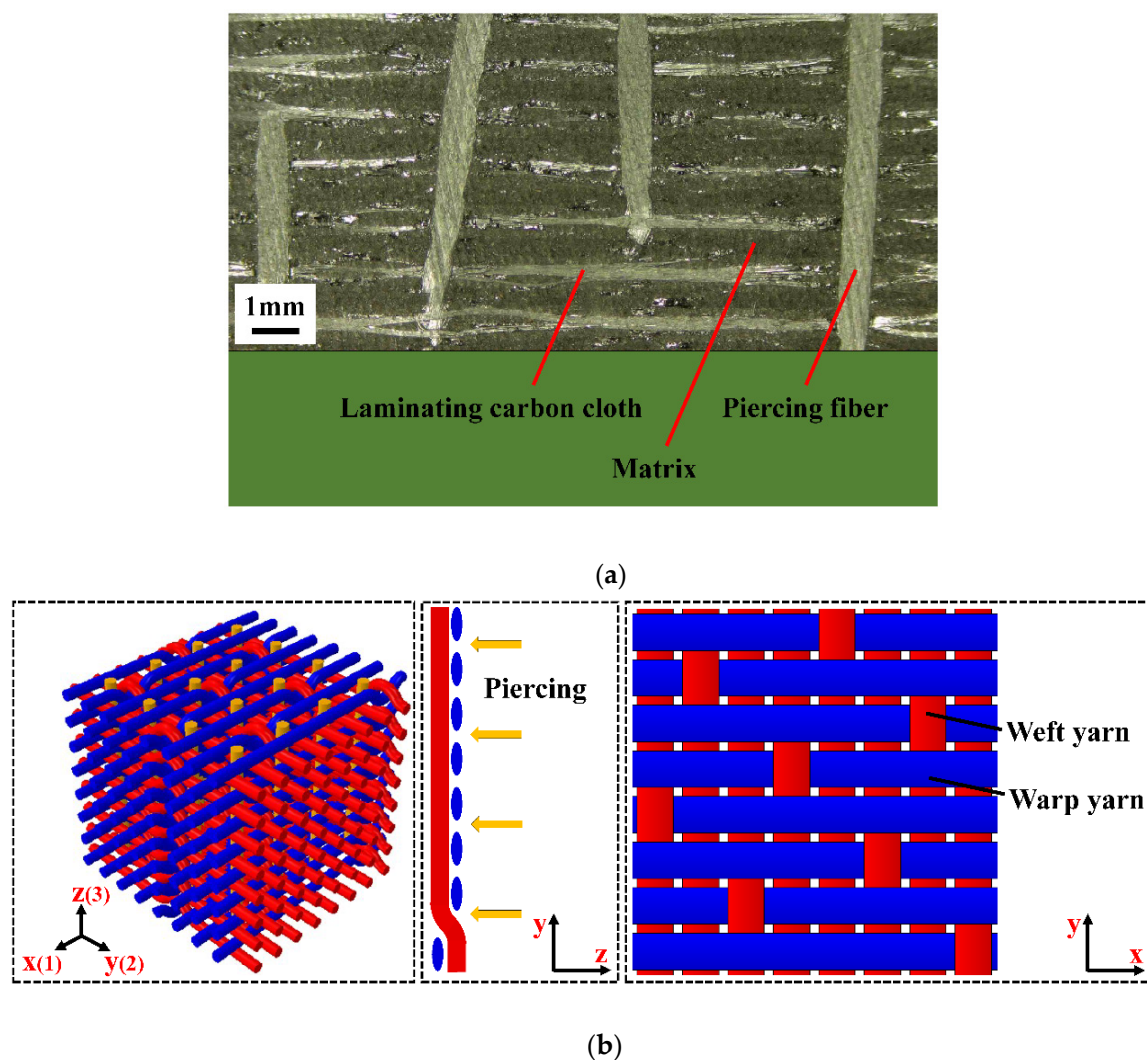 1mm
Laminating carbon cloth
Piercing fiber
Matrix
(a)
Piercing
Weft yarn
Warp yarn
z(3)
x(1)
y(2)
y
z
y
x
(b)